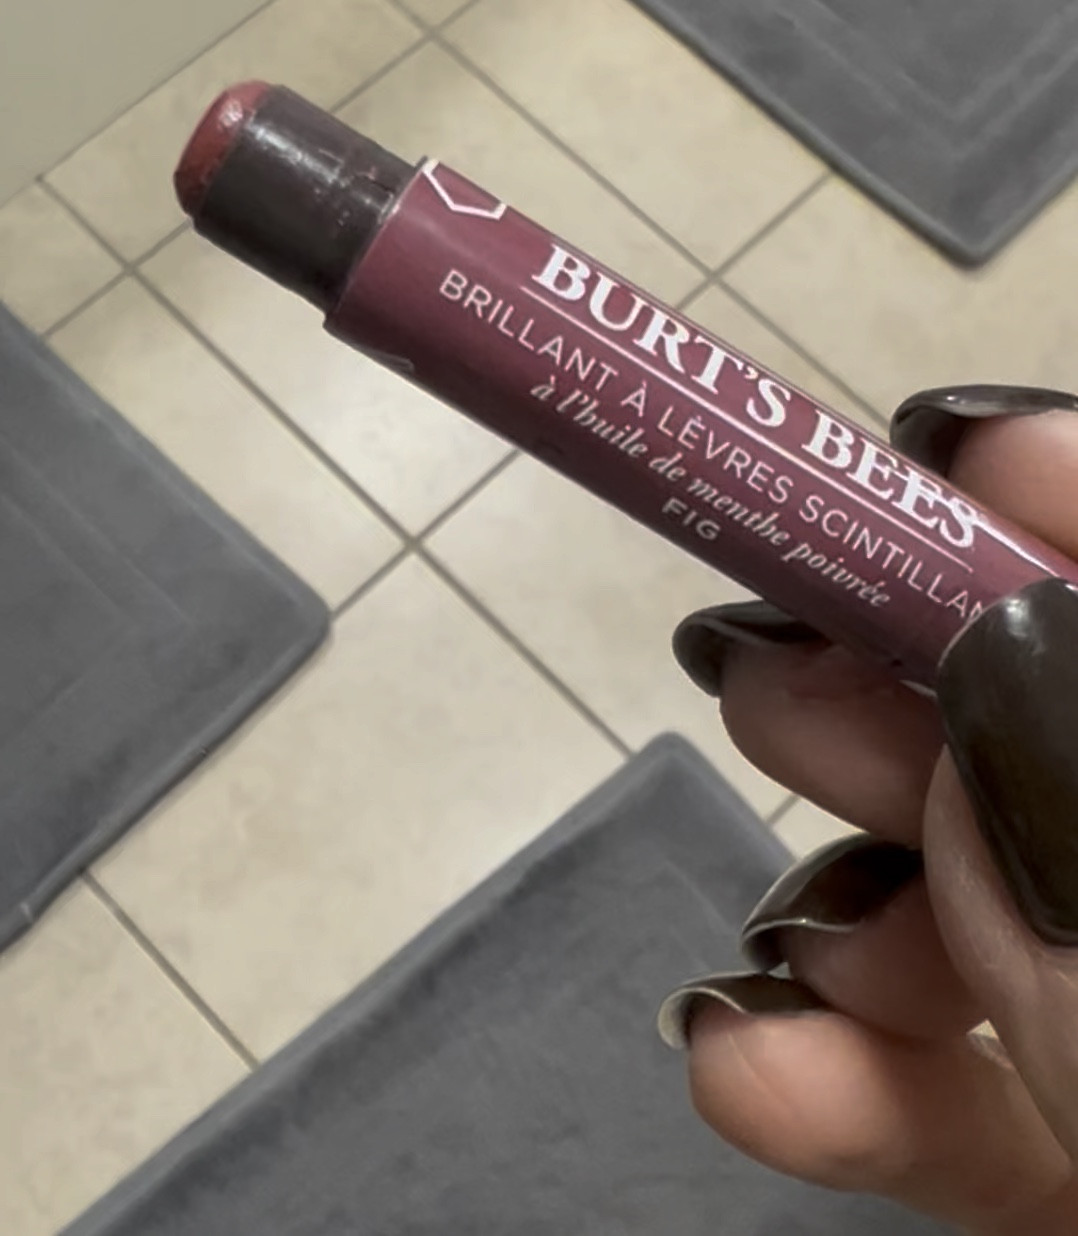 BURT'S BEES
BRILLANT À LÈVRES SCINTILLAN
à l'huile de menthe poivrée
FIG